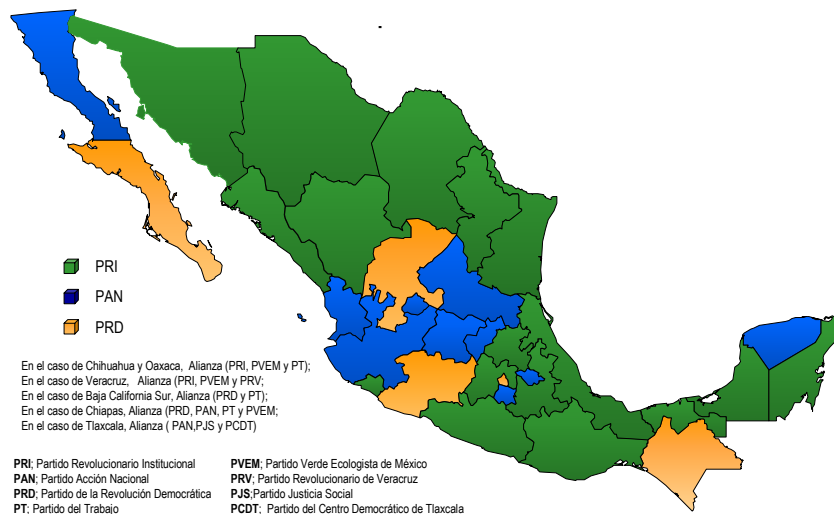 PRI
PAN
PRD
En el caso de Chihuahua y Oaxaca, Alianza (PRI, PVEM y PT);
En el caso de Veracruz, Alianza (PRI, PVEM y PRV;
En el caso de Baja California Sur, Alianza (PRD y PT);
En el caso de Chiapas, Alianza (PRD, PAN, PT y PVEM;
En el caso de Tlaxcala, Alianza ( PAN,PJS y PCDT)
PRI; Partido Revolucionario Institucional
PAN; Partido Acción Nacional
PRD; Partido de la Revolución Democrática
PT; Partido del Trabajo
PVEM; Partido Verde Ecologista de México
PRV; Partido Revolucionario de Veracruz
PJS;Partido Justicia Social
PCDT; Partido del Centro Democrático de Tlaxcala